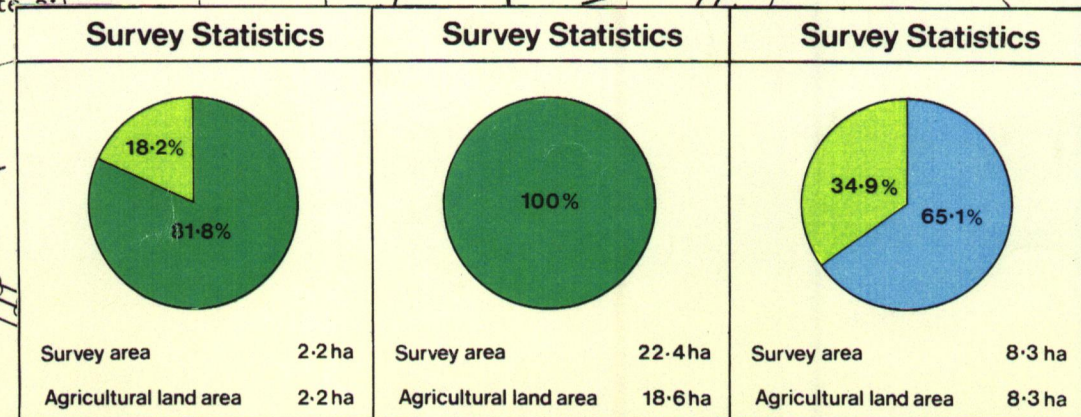 Survey Statistics
18·2%
81·8%
Survey area 2·2 ha
Agricultural land area 2·2 ha
Survey Statistics
100%
Survey area 22·4 ha
Agricultural land area 18·6 ha
Survey Statistics
34·9%
65·1%
Survey area 8·3 ha
Agricultural land area 8·3 ha